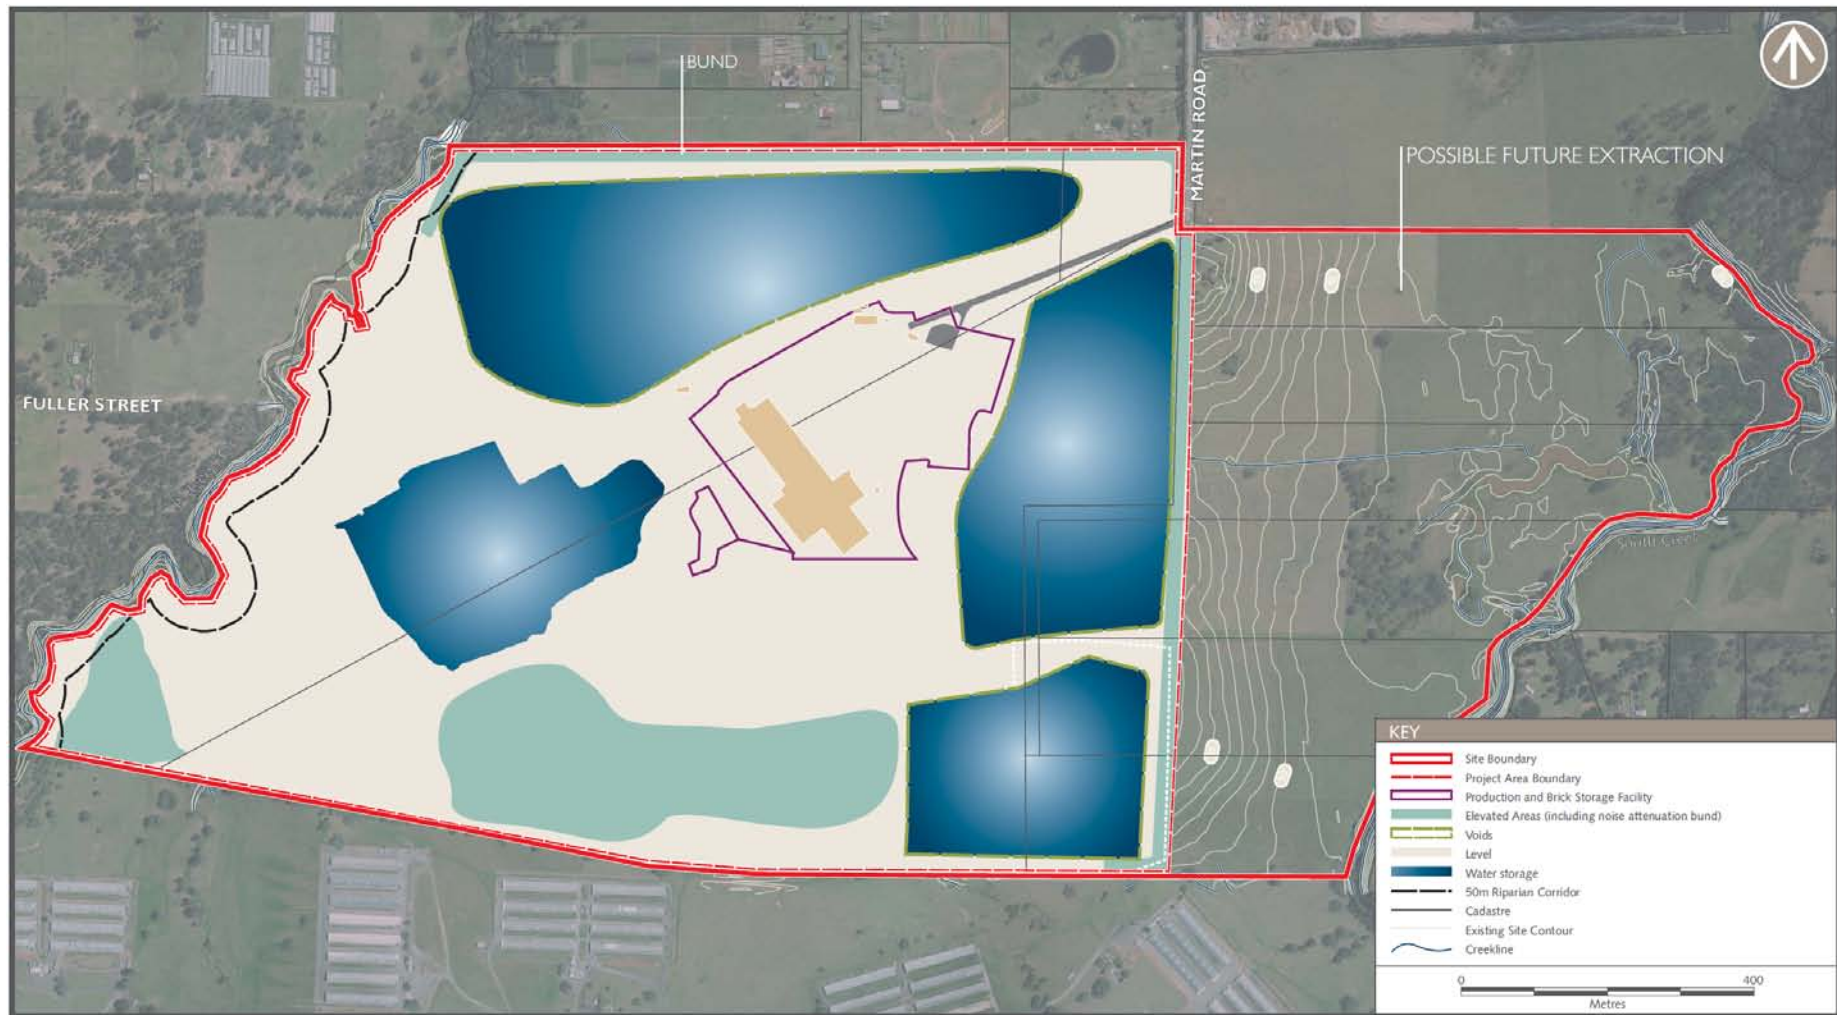 BUND
MARTIN ROAD
POSSIBLE FUTURE EXTRACTION
FULLER STREET
South Creek
KEY
Site Boundary
Project Area Boundary
Production and Brick Storage Facility
Elevated Areas (including noise attenuation bund)
Voids
Level
Water storage
50m Riparian Corridor
Cadastre
Existing Site Contour
Creekline
0 400
Metres